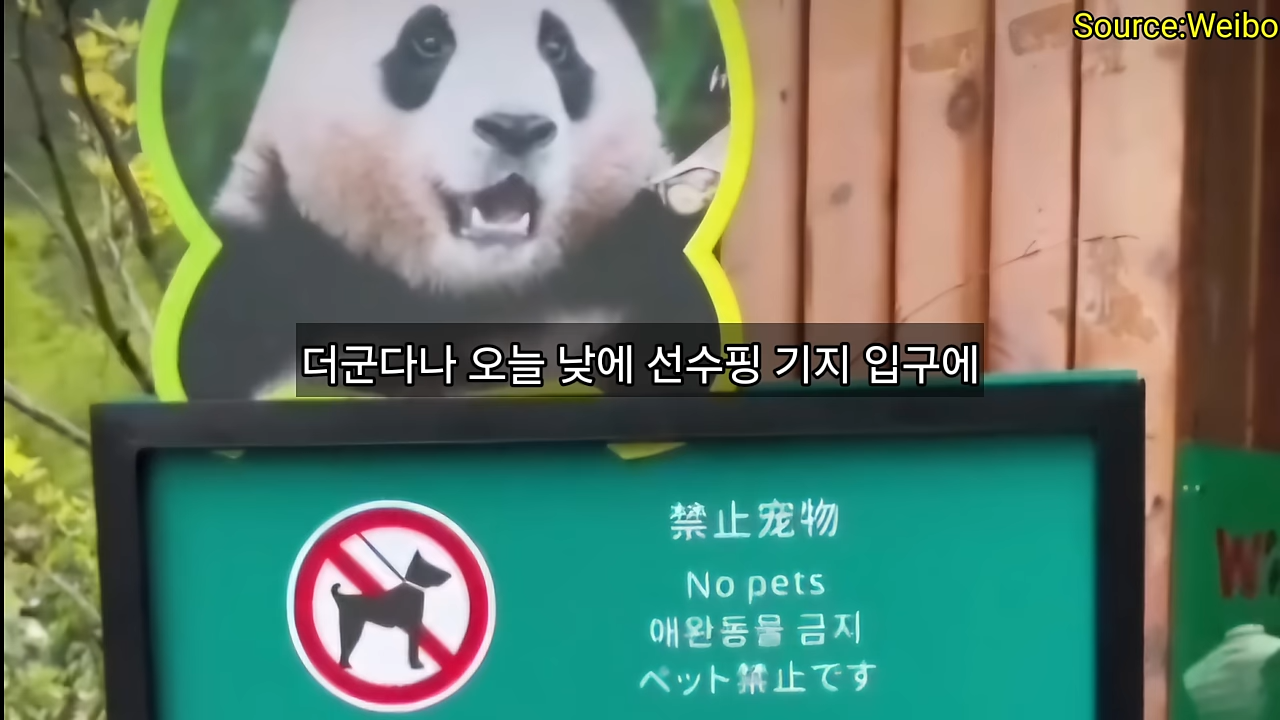 Source:Weibo
더군다나 오늘 낮에 선수핑 기지 입구에
禁止宠物
No pets
애완동물 금지
ペット禁止です